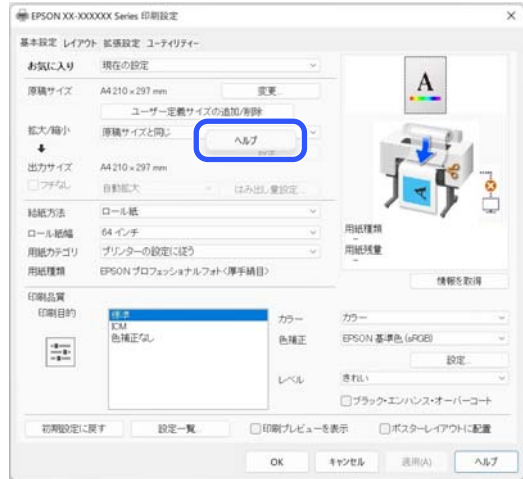 EPSON XX-XXXXXX Series 印刷設定
基本設定 レイアウト 拡張設定 ユーティリティー
お気に入り 現在の設定
原稿サイズ A4 210 x 297 mm 変更...
ユーザー定義サイズの追加/削除
拡大/縮小 原稿サイズと同じ ヘルプ
出力サイズ A4 210 x 297 mm
フチなし 自動拡大 はみ出し量設定...
給紙方法 ロール紙
ロール紙幅 64 インチ
用紙カテゴリ プリンターの設定に従う
用紙種類 EPSON プロフェッショナルフォト<厚手絹目>
A
用紙種類
-
用紙残量
-
情報を取得
印刷品質
印刷目的 標準
ICM
色補正なし
カラー カラー
色補正 EPSON 基準色 (sRGB)
設定...
レベル きれい
ブラック・エンハンス・オーバーコート
初期設定に戻す 設定一覧... 印刷プレビューを表示 ポスターレイアウトに配置
OK キャンセル 適用(A) ヘルプ